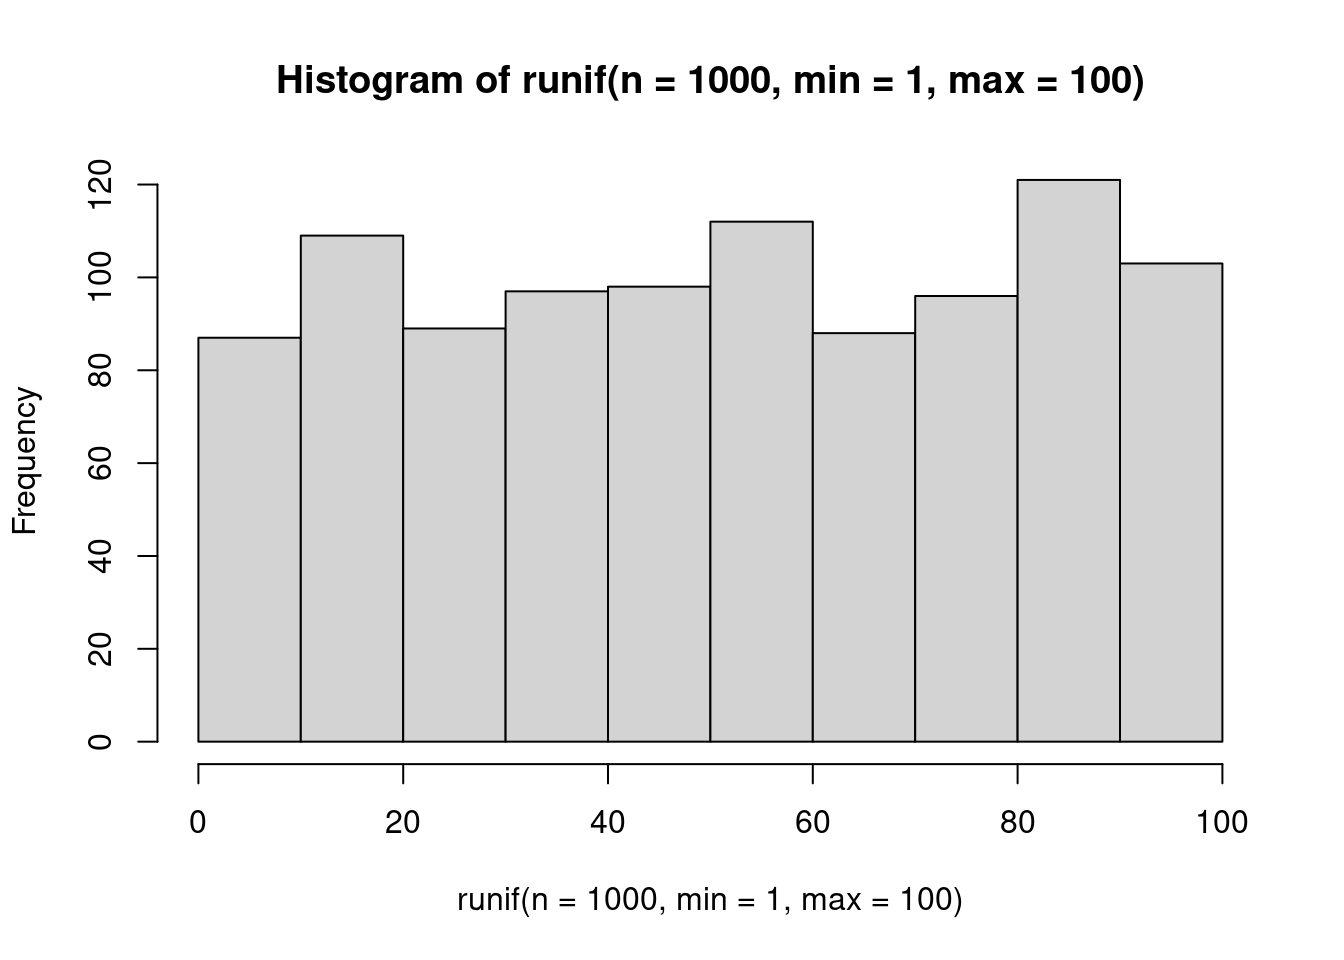 Histogram of runif(n = 1000, min = 1, max = 100)
Frequency
120
100
80
60
40
20
0
0 20 40 60 80 100
runif(n = 1000, min = 1, max = 100)